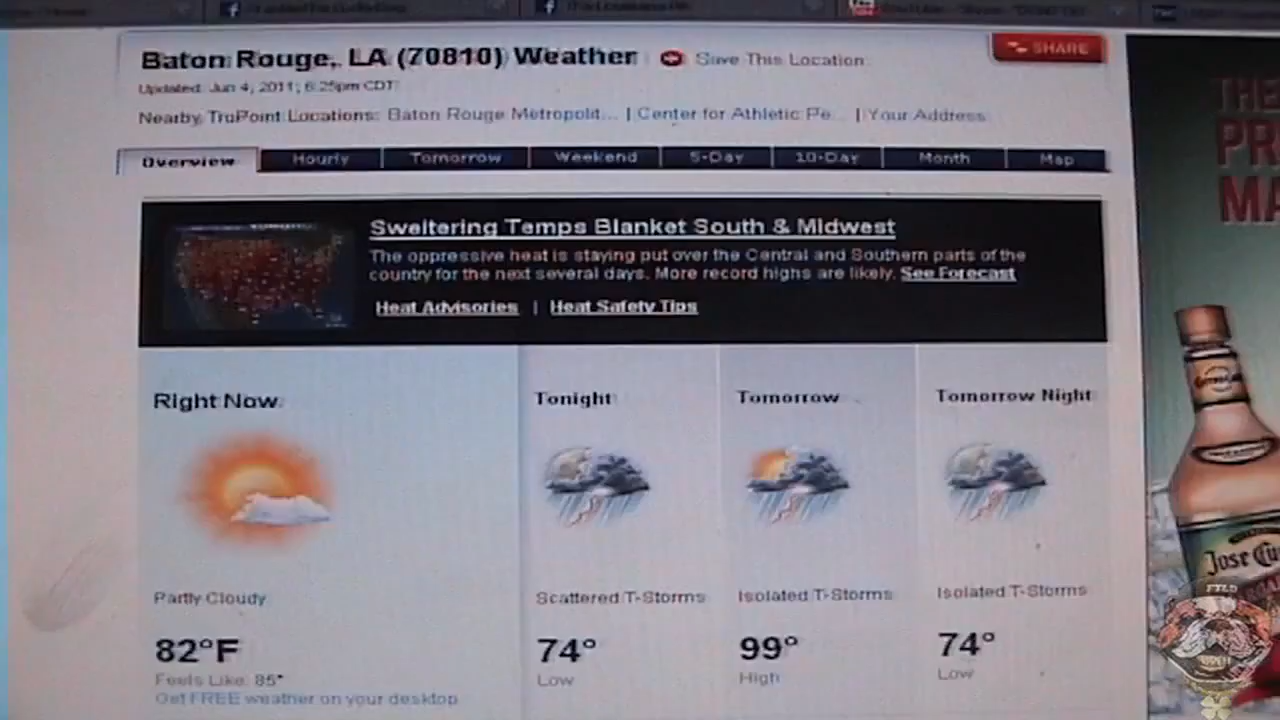 Baton Rouge, LA (70810) Weather Save This Location
SHARE
Updated: Jun 4, 2011, 6:25pm CDT
Nearby TruPoint Locations: Baton Rouge Metropolit... | Center for Athletic Pe... | Your Address
Overview Hourly Tomorrow Weekend 5-Day 10-Day Month Map
Sweltering Temps Blanket South & Midwest
The oppressive heat is staying put over the Central and Southern parts of the
country for the next several days. More record highs are likely. See Forecast
Heat Advisories | Heat Safety Tips
Right Now Tonight Tomorrow Tomorrow Night
Partly Cloudy Scattered T-Storms Isolated T-Storms Isolated T-Storms
82°F 74° 99° 74°
Feels Like: 85° Low High Low
Get FREE weather on your desktop
THE
PR
MA
Jose Cu